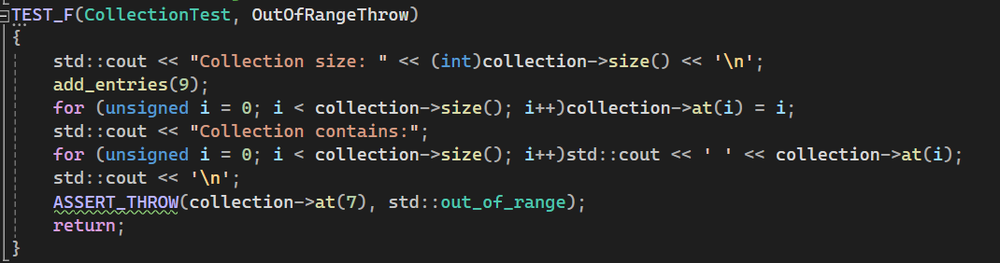 TEST_F(CollectionTest, OutOfRangeThrow)
{
    std::cout << "Collection size: " << (int)collection->size() << '\n';
    add_entries(9);
    for (unsigned i = 0; i < collection->size(); i++)collection->at(i) = i;
    std::cout << "Collection contains:";
    for (unsigned i = 0; i < collection->size(); i++)std::cout << ' ' << collection->at(i);
    std::cout << '\n';
    ASSERT_THROW(collection->at(7), std::out_of_range);
    return;
}